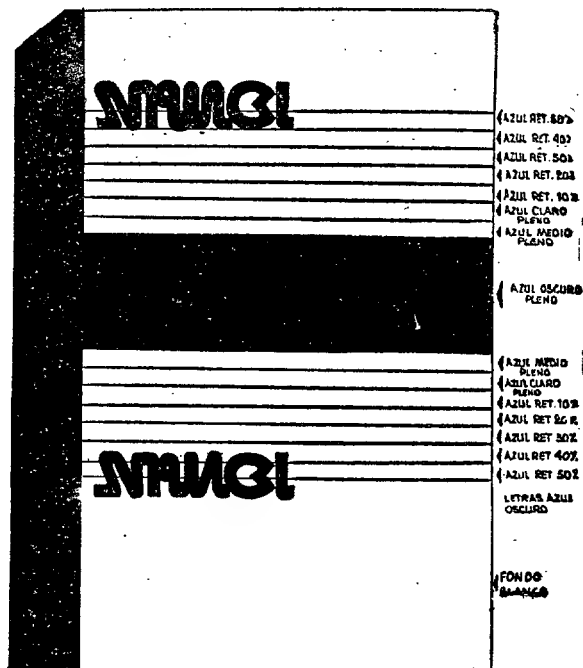 AZUL RET. 50%
AZUL RET. 40%
AZUL RET. 30%
AZUL RET. 20%
AZUL RET. 10%
AZUL CLARO
PLENO
AZUL MEDIO
PLENO
AZUL OSCURO
PLENO
AZUL MEDIO
PLENO
AZUL CLARO
PLENO
AZUL RET. 10%
AZUL RET 20%
AZUL RET 30%
AZUL RET 40%
AZUL RET 50%
LETRAS AZUL
OSCURO
FONDO
BLANCO